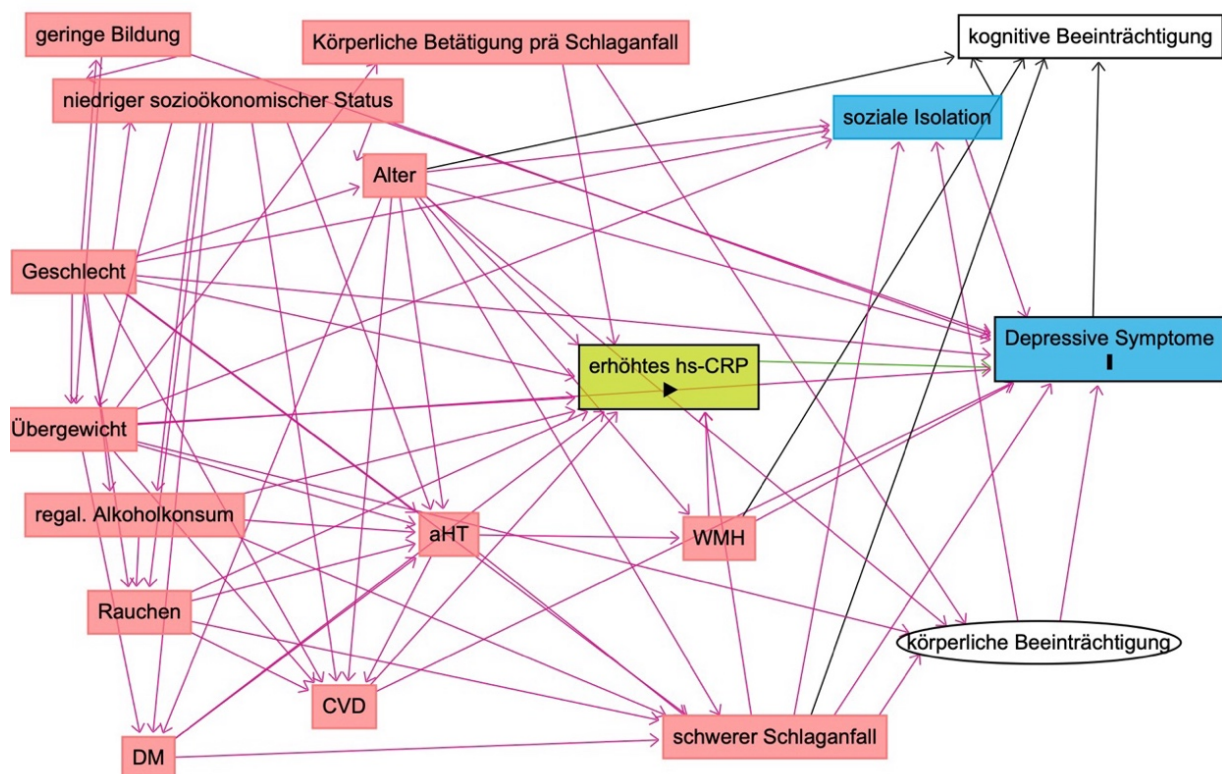 geringe Bildung
Körperliche Betätigung prä Schlaganfall
kognitive Beeinträchtigung
niedriger sozioökonomischer Status
soziale Isolation
Alter
Geschlecht
erhöhtes hs-CRP
Depressive Symptome
Übergewicht
regal. Alkoholkonsum
aHT
WMH
Rauchen
körperliche Beeinträchtigung
CVD
schwerer Schlaganfall
DM